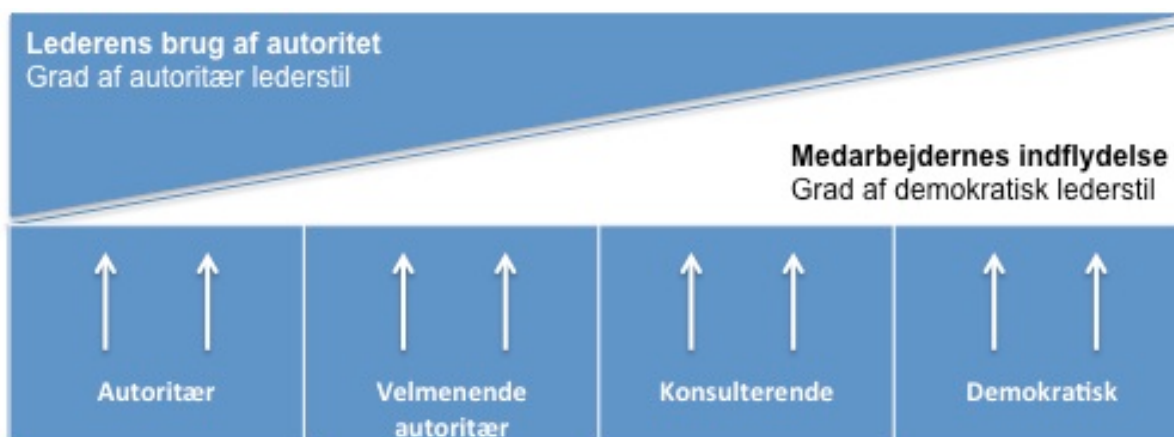 Lederens brug af autoritet
Grad af autoritær lederstil
Medarbejdernes indflydelse
Grad af demokratisk lederstil
Autoritær
Velmenende
autoritær
Konsulterende
Demokratisk